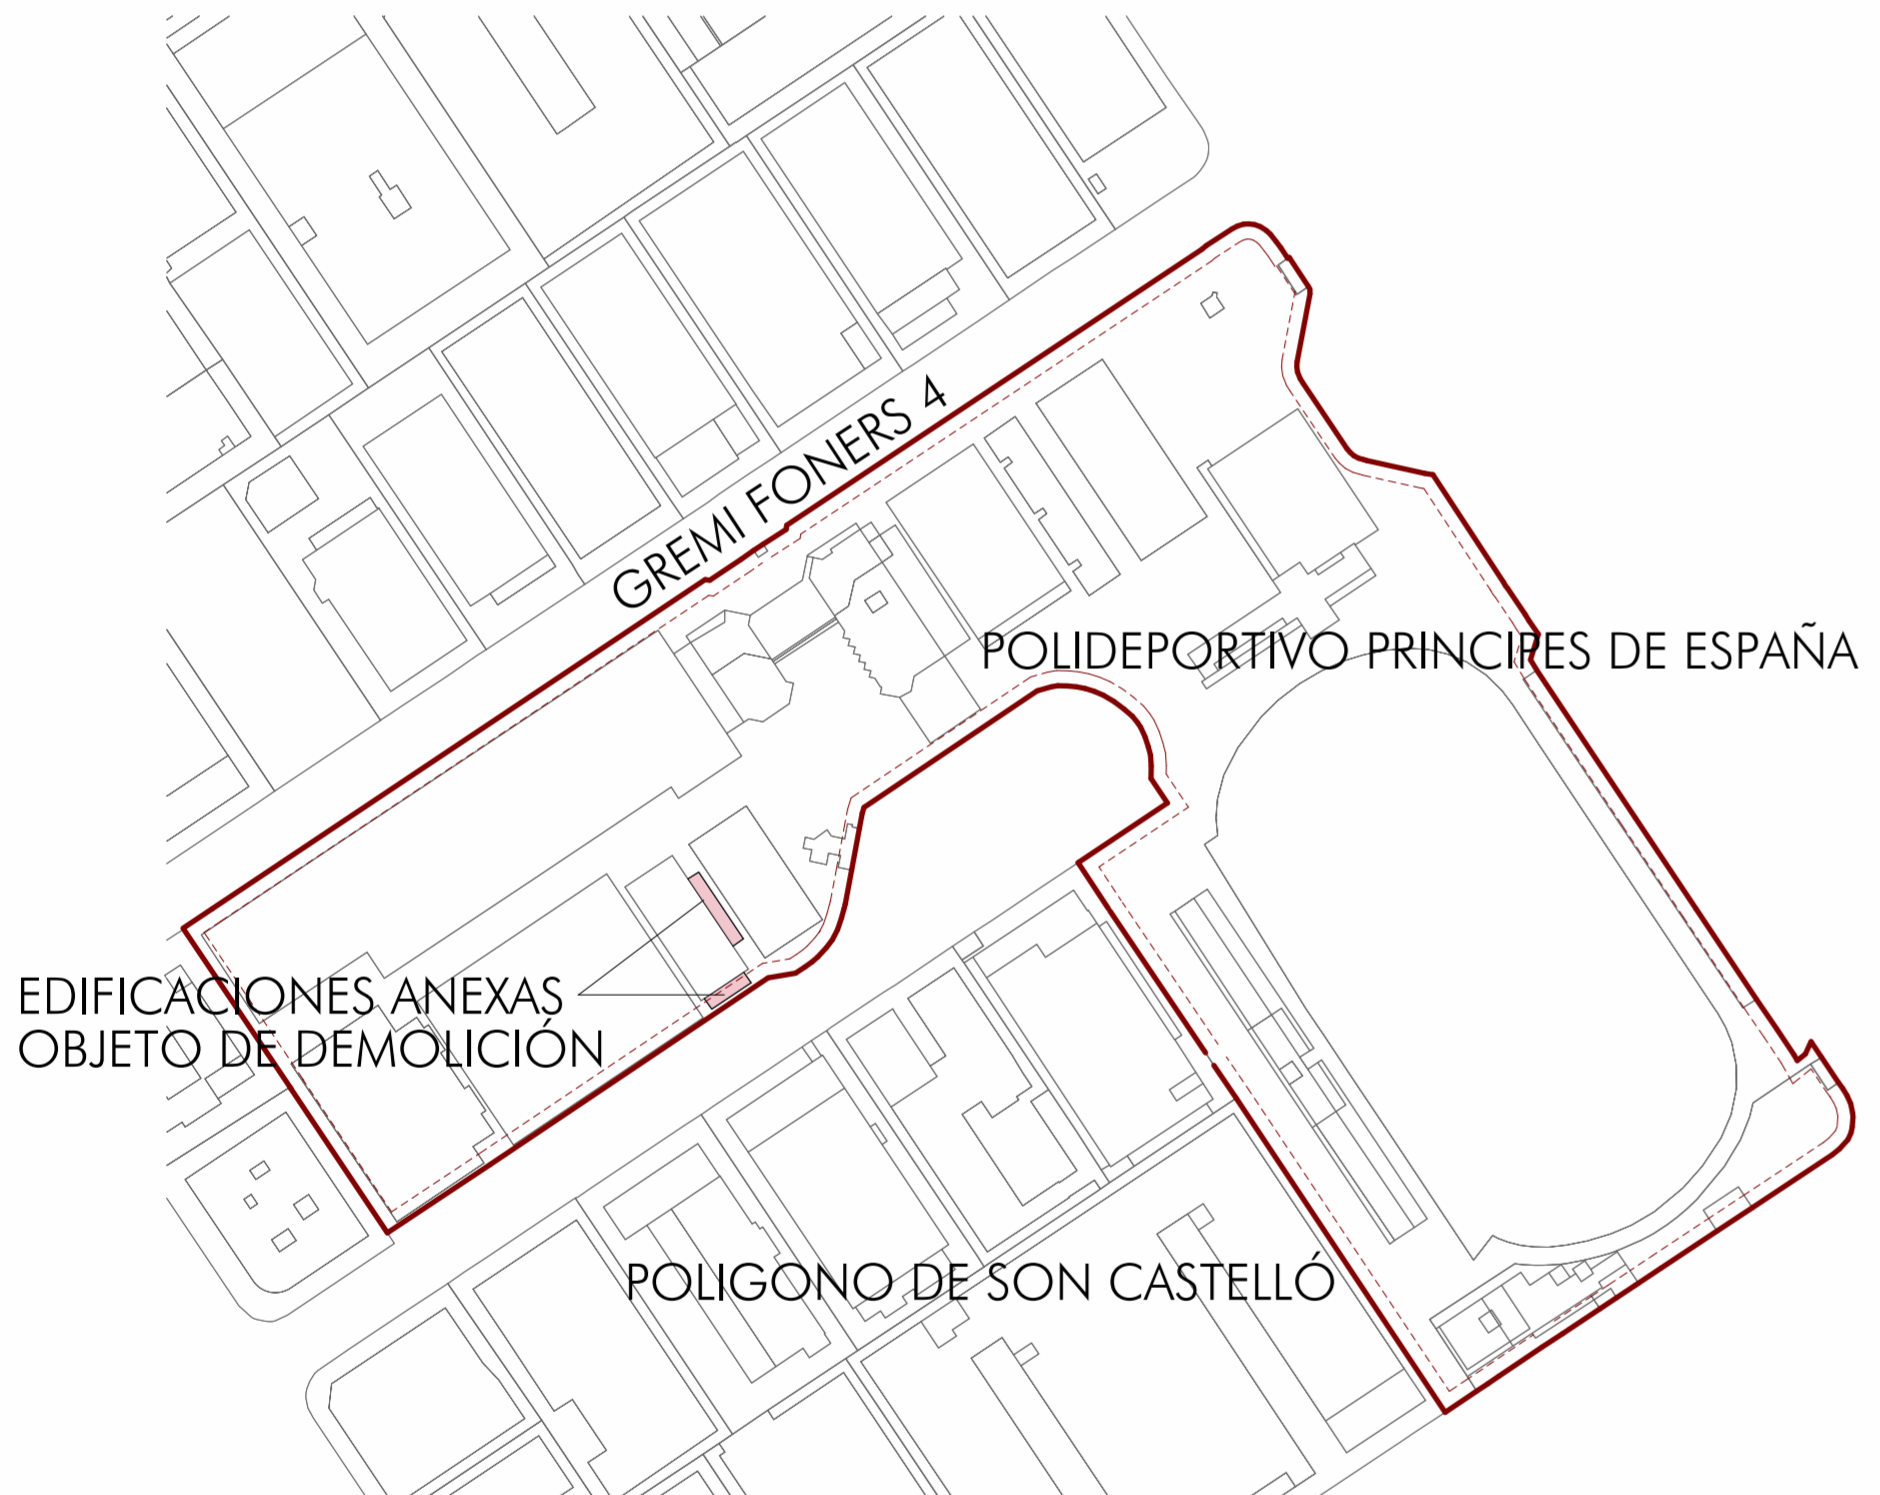 GREMI FONERS 4
POLIDEPORTIVO PRINCIPES DE ESPAÑA
EDIFICACIONES ANEXAS
OBJETO DE DEMOLICIÓN
POLIGONO DE SON CASTELLÓ